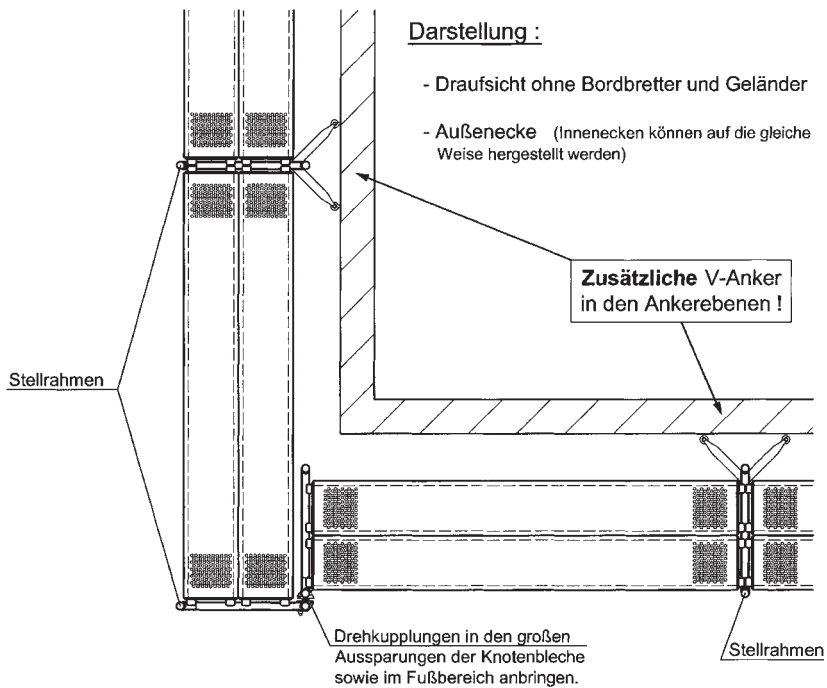 Darstellung :
- Draufsicht ohne Bordbretter und Geländer
- Außenecke (Innenecken können auf die gleiche
Weise hergestellt werden)
Zusätzliche V-Anker
in den Ankerebenen !
Stellrahmen
Drehkupplungen in den großen
Aussparungen der Knotenbleche
sowie im Fußbereich anbringen.
Stellrahmen